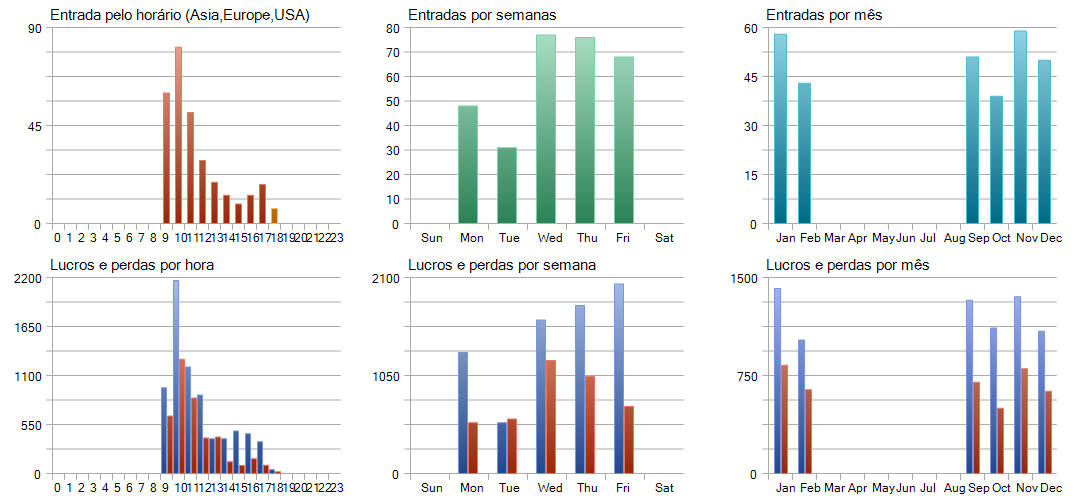 Entrada pelo horário (Asia,Europe,USA)
90
45
0
0 1 2 3 4 5 6 7 8 9 10 11 12 13 14 15 16 17 18 19 20 21 22 23
Entradas por semanas
80
70
60
50
40
30
20
10
0
Sun Mon Tue Wed Thu Fri Sat
Entradas por mês
60
45
30
15
0
Jan Feb Mar Apr May Jun Jul Aug Sep Oct Nov Dec
Lucros e perdas por hora
2200
1650
1100
550
0
0 1 2 3 4 5 6 7 8 9 10 11 12 13 14 15 16 17 18 19 20 21 22 23
Lucros e perdas por semana
2100
1050
0
Sun Mon Tue Wed Thu Fri Sat
Lucros e perdas por mês
1500
750
0
Jan Feb Mar Apr May Jun Jul Aug Sep Oct Nov Dec